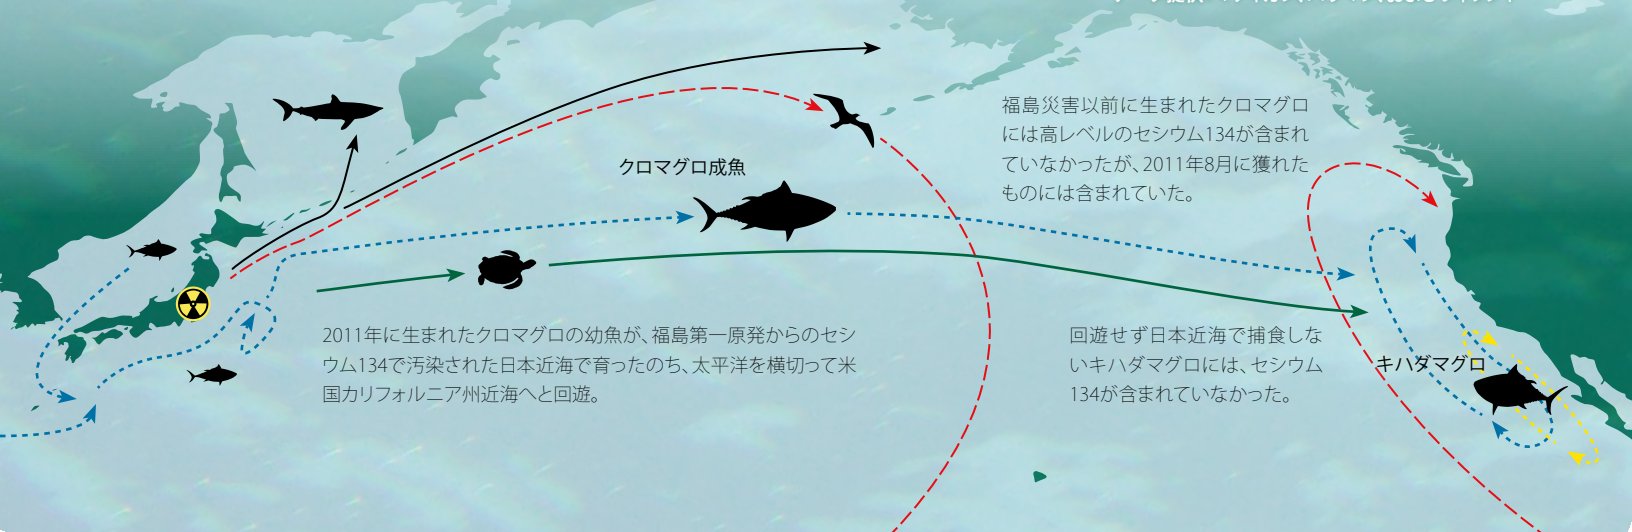 福島災害以前に生まれたクロマグロ
には高レベルのセシウム134が含まれ
ていなかったが、2011年8月に獲れた
ものには含まれていた。
クロマグロ成魚
2011年に生まれたクロマグロの幼魚が、福島第一原発からのセシ
ウム134で汚染された日本近海で育ったのち、太平洋を横切って米
国カリフォルニア州近海へと回遊。
回遊せず日本近海で捕食しな
いキハダマグロには、セシウム
134が含まれていなかった。
キハダマグロ